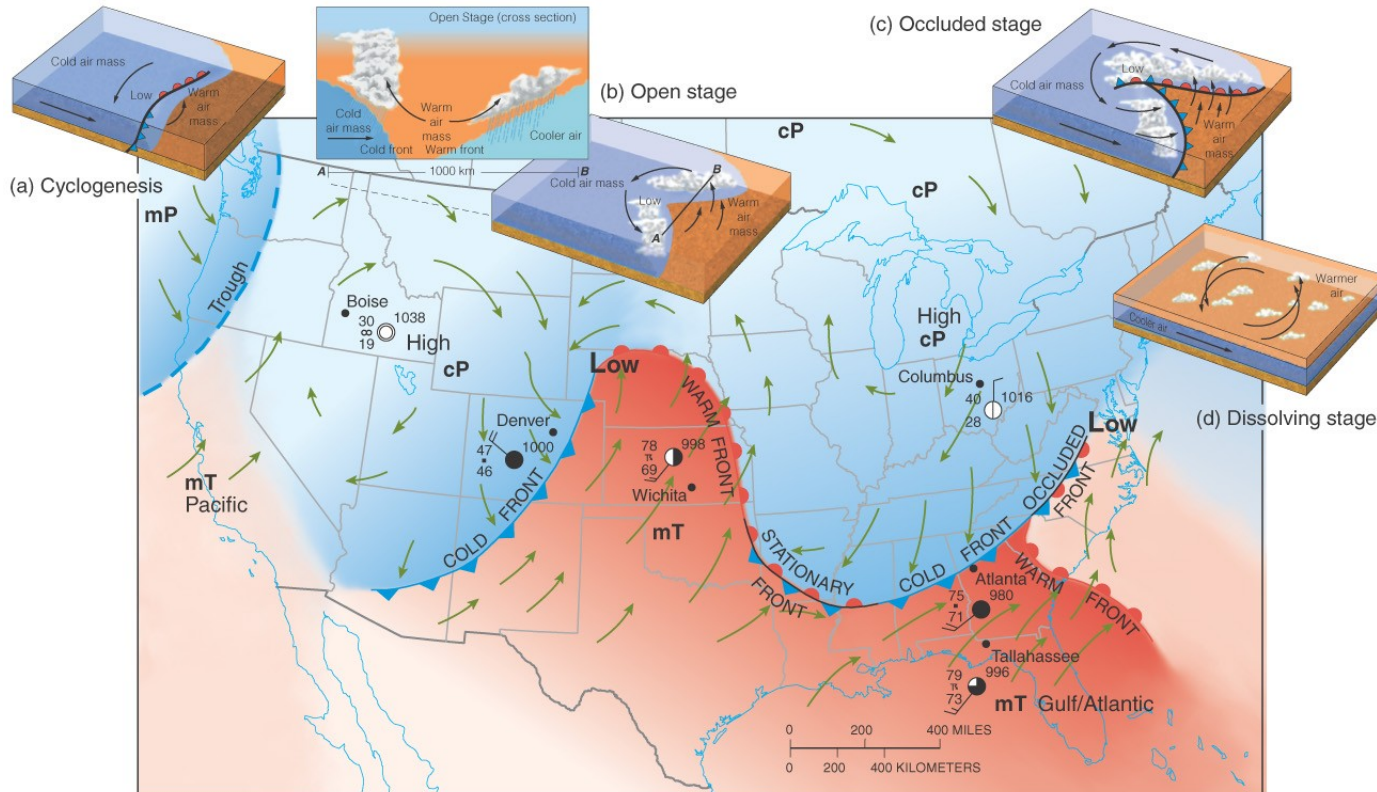 Open Stage (cross section)
Cold
air mass
Cold front
Warm
air
mass
Warm front
Cooler air
A
1000 km
B
(b) Open stage
Cold air mass
Low
Warm
air
mass
(a) Cyclogenesis
(c) Occluded stage
Cold air mass
Low
Warm
air
mass
Cold air mass
Low
A
B
Warm
air
mass
Warmer
air
Cooler air
(d) Dissolving stage
cP
cP
mP
Trough
Boise
30
19
1038
High
cP
Low
High
cP
Columbus
40
28
1016
Low
Denver
47
46
1000
COLD FRONT
78
69
998
Wichita
WARM FRONT
mT
mT
Pacific
STATIONARY
FRONT
COLD FRONT
OCCLUDED
FRONT
WARM FRONT
Atlanta
75
71
980
Tallahassee
79
73
996
mT Gulf/Atlantic
0 200 400 MILES
0 200 400 KILOMETERS